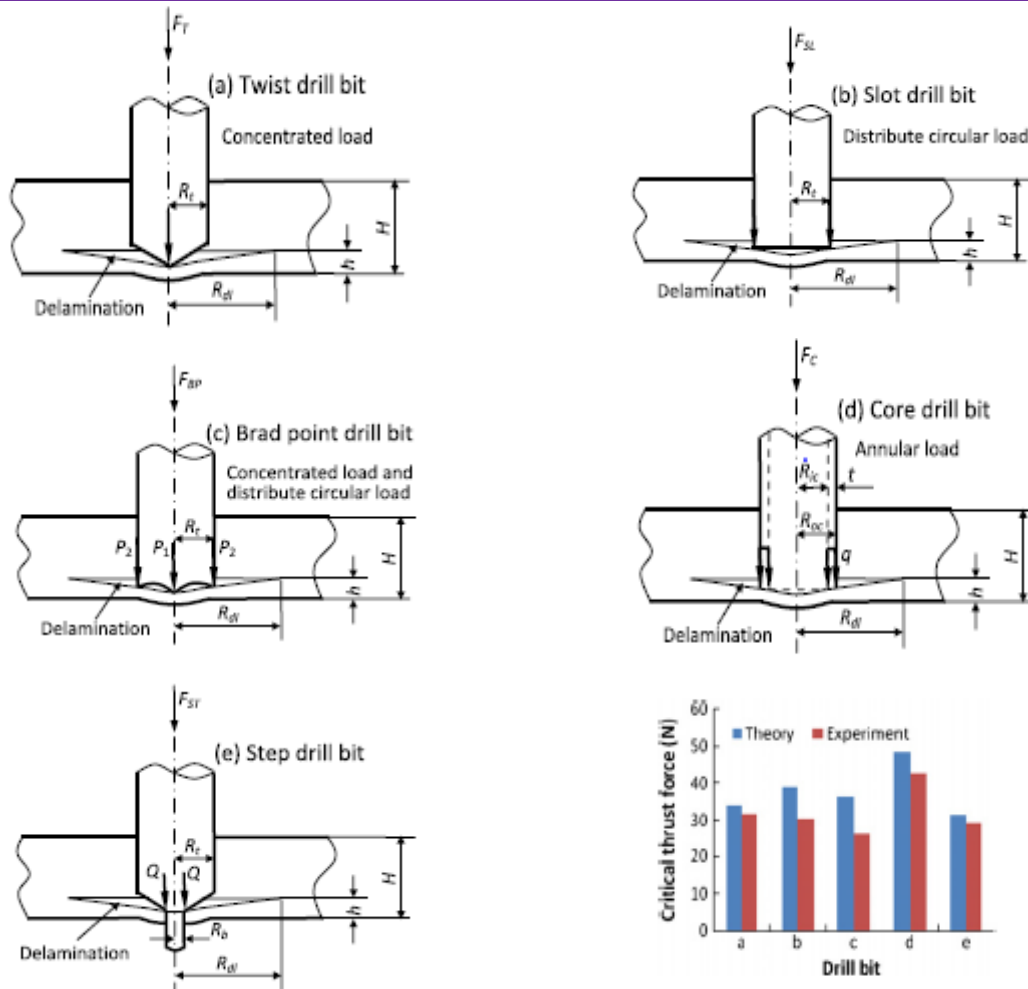 F_T
(a) Twist drill bit
Concentrated load
R_t
H
h
Delamination
R_dl
F_SL
(b) Slot drill bit
Distribute circular load
R_t
H
h
Delamination
R_dl
F_BP
(c) Brad point drill bit
Concentrated load and
distribute circular load
R_t
P_2 P_1 P_2
H
h
Delamination
R_dl
F_C
(d) Core drill bit
Annular load
R_ic t
R_oc
q
H
h
Delamination
R_dl
F_ST
(e) Step drill bit
R_t
Q Q
H
h
R_b
Delamination
R_dl
Critical thrust force (N)
60
50
40
30
20
10
0
Theory Experiment
a b c d e
Drill bit